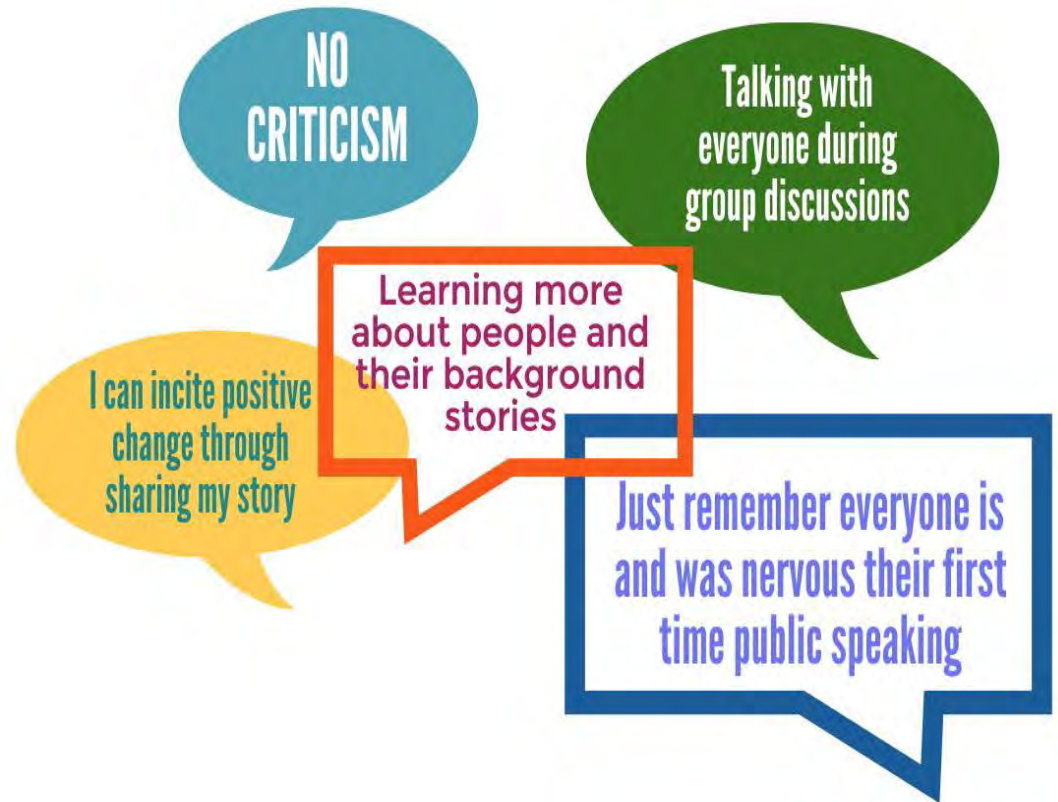 NO
CRITICISM
Talking with
everyone during
group discussions
Learning more
about people and
their background
stories
I can incite positive
change through
sharing my story
Just remember everyone is
and was nervous their first
time public speaking